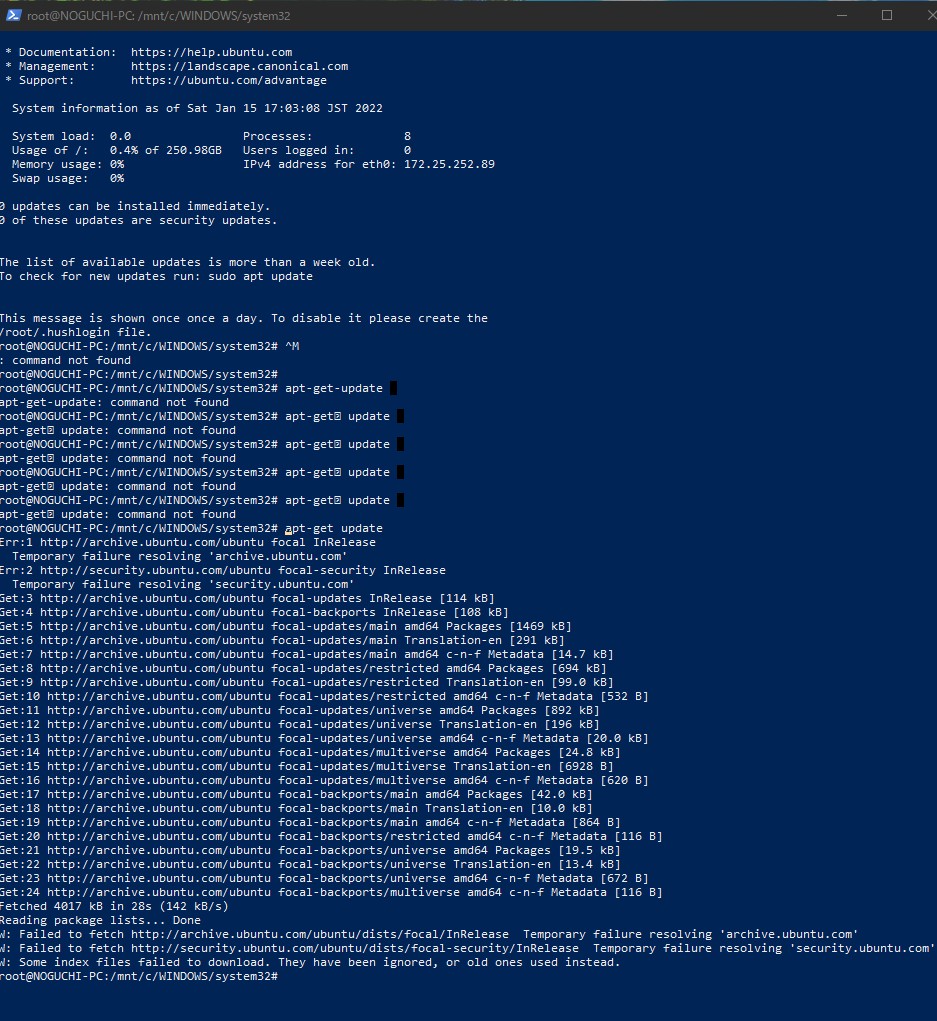 root@NOGUCHI-PC: /mnt/c/WINDOWS/system32
* Documentation:  https://help.ubuntu.com
* Management:     https://landscape.canonical.com
* Support:        https://ubuntu.com/advantage
System information as of Sat Jan 15 17:03:08 JST 2022
System load:  0.0                Processes:             8
Usage of /:   0.4% of 250.98GB   Users logged in:       0
Memory usage: 0%                 IPv4 address for eth0: 172.25.252.89
Swap usage:   0%
0 updates can be installed immediately.
0 of these updates are security updates.
The list of available updates is more than a week old.
To check for new updates run: sudo apt update
This message is shown once once a day. To disable it please create the
/root/.hushlogin file.
root@NOGUCHI-PC:/mnt/c/WINDOWS/system32# ^M
: command not found
root@NOGUCHI-PC:/mnt/c/WINDOWS/system32#
root@NOGUCHI-PC:/mnt/c/WINDOWS/system32# apt-get-update
apt-get-update: command not found
root@NOGUCHI-PC:/mnt/c/WINDOWS/system32# apt-get update
apt-get update: command not found
root@NOGUCHI-PC:/mnt/c/WINDOWS/system32# apt-get update
apt-get update: command not found
root@NOGUCHI-PC:/mnt/c/WINDOWS/system32# apt-get update
apt-get update: command not found
root@NOGUCHI-PC:/mnt/c/WINDOWS/system32# apt-get update
apt-get update: command not found
root@NOGUCHI-PC:/mnt/c/WINDOWS/system32# apt-get update
Err:1 http://archive.ubuntu.com/ubuntu focal InRelease
Temporary failure resolving 'archive.ubuntu.com'
Err:2 http://security.ubuntu.com/ubuntu focal-security InRelease
Temporary failure resolving 'security.ubuntu.com'
Get:3 http://archive.ubuntu.com/ubuntu focal-updates InRelease [114 kB]
Get:4 http://archive.ubuntu.com/ubuntu focal-backports InRelease [108 kB]
Get:5 http://archive.ubuntu.com/ubuntu focal-updates/main amd64 Packages [1469 kB]
Get:6 http://archive.ubuntu.com/ubuntu focal-updates/main Translation-en [291 kB]
Get:7 http://archive.ubuntu.com/ubuntu focal-updates/main amd64 c-n-f Metadata [14.7 kB]
Get:8 http://archive.ubuntu.com/ubuntu focal-updates/restricted amd64 Packages [694 kB]
Get:9 http://archive.ubuntu.com/ubuntu focal-updates/restricted Translation-en [99.0 kB]
Get:10 http://archive.ubuntu.com/ubuntu focal-updates/restricted amd64 c-n-f Metadata [532 B]
Get:11 http://archive.ubuntu.com/ubuntu focal-updates/universe amd64 Packages [892 kB]
Get:12 http://archive.ubuntu.com/ubuntu focal-updates/universe Translation-en [196 kB]
Get:13 http://archive.ubuntu.com/ubuntu focal-updates/universe amd64 c-n-f Metadata [20.0 kB]
Get:14 http://archive.ubuntu.com/ubuntu focal-updates/multiverse amd64 Packages [24.8 kB]
Get:15 http://archive.ubuntu.com/ubuntu focal-updates/multiverse Translation-en [6928 B]
Get:16 http://archive.ubuntu.com/ubuntu focal-updates/multiverse amd64 c-n-f Metadata [620 B]
Get:17 http://archive.ubuntu.com/ubuntu focal-backports/main amd64 Packages [42.0 kB]
Get:18 http://archive.ubuntu.com/ubuntu focal-backports/main Translation-en [10.0 kB]
Get:19 http://archive.ubuntu.com/ubuntu focal-backports/main amd64 c-n-f Metadata [864 B]
Get:20 http://archive.ubuntu.com/ubuntu focal-backports/restricted amd64 c-n-f Metadata [116 B]
Get:21 http://archive.ubuntu.com/ubuntu focal-backports/universe amd64 Packages [19.5 kB]
Get:22 http://archive.ubuntu.com/ubuntu focal-backports/universe Translation-en [13.4 kB]
Get:23 http://archive.ubuntu.com/ubuntu focal-backports/universe amd64 c-n-f Metadata [672 B]
Get:24 http://archive.ubuntu.com/ubuntu focal-backports/multiverse amd64 c-n-f Metadata [116 B]
Fetched 4017 kB in 28s (142 kB/s)
Reading package lists... Done
W: Failed to fetch http://archive.ubuntu.com/ubuntu/dists/focal/InRelease  Temporary failure resolving 'archive.ubuntu.com'
W: Failed to fetch http://security.ubuntu.com/ubuntu/dists/focal-security/InRelease  Temporary failure resolving 'security.ubuntu.com'
W: Some index files failed to download. They have been ignored, or old ones used instead.
root@NOGUCHI-PC:/mnt/c/WINDOWS/system32#